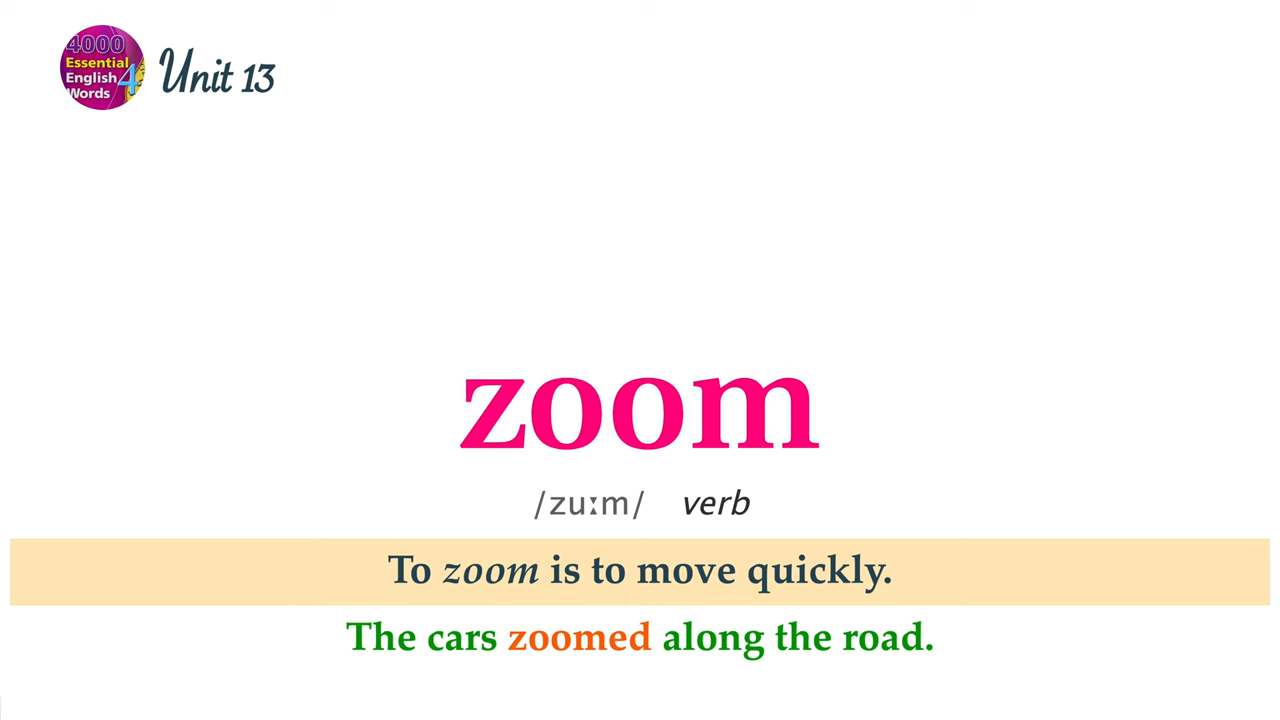 4000
Essential
English
Words
4
Unit 13
zoom
/zuːm/ verb
To zoom is to move quickly.
The cars zoomed along the road.